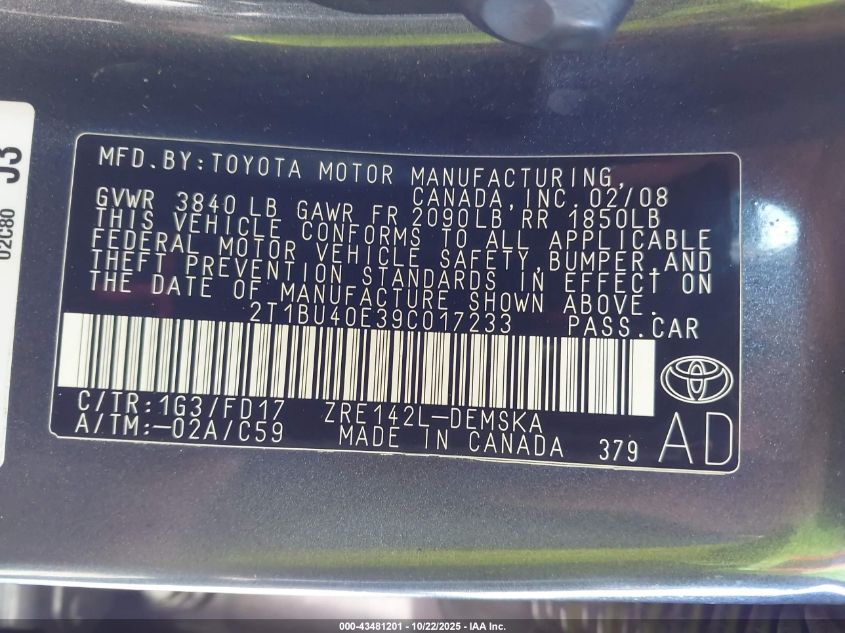 J3
02C80
MFD.BY:TOYOTA MOTOR MANUFACTURING,
CANADA,INC.02/08
GVWR 3840 LB GAWR FR 2090LB RR 1850LB
THIS VEHICLE CONFORMS TO ALL APPLICABLE
FEDERAL MOTOR VEHICLE SAFETY,BUMPER,AND
THEFT PREVENTION STANDARDS IN EFFECT ON
THE DATE OF MANUFACTURE SHOWN ABOVE.
2T1BU40E39C017233 PASS.CAR
C/TR:1G3/FD17 ZRE142L-DEMSKA
A/TM:-02A/C59 MADE IN CANADA 379 AD
000-43481201 - 10/22/2025 - IAA Inc.